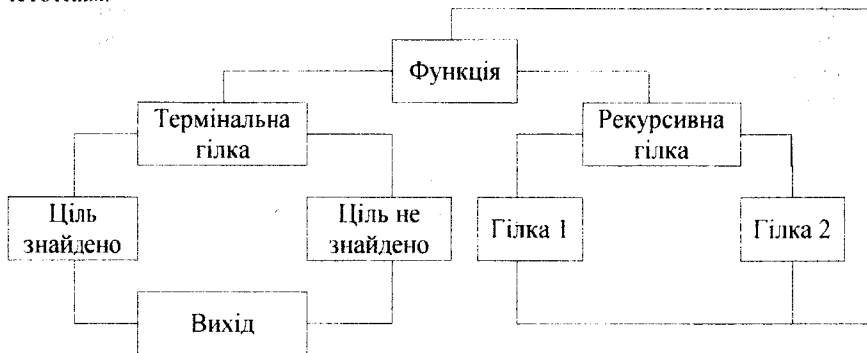 Функція
Термінальна
гілка
Рекурсивна
гілка
Ціль
знайдено
Ціль не
знайдено
Гілка 1
Гілка 2
Вихід